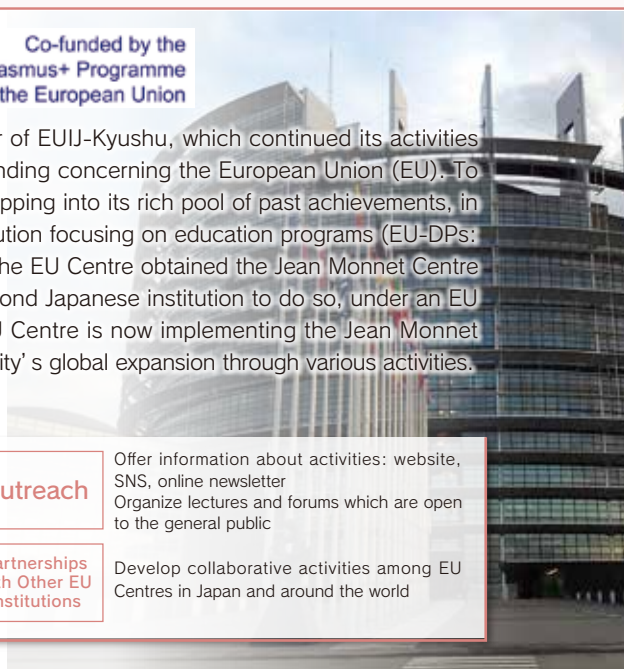 Co-funded by the
asmus+ Programme
the European Union
r of EUIJ-Kyushu, which continued its activities
nding concerning the European Union (EU). To
pping into its rich pool of past achievements, in
ution focusing on education programs (EU-DPs:
he EU Centre obtained the Jean Monnet Centre
ond Japanese institution to do so, under an EU
U Centre is now implementing the Jean Monnet
ity' s global expansion through various activities.
utreach
Offer information about activities: website,
SNS, online newsletter
Organize lectures and forums which are open
to the general public
artnerships
th Other EU
nstitutions
Develop collaborative activities among EU
Centres in Japan and around the world